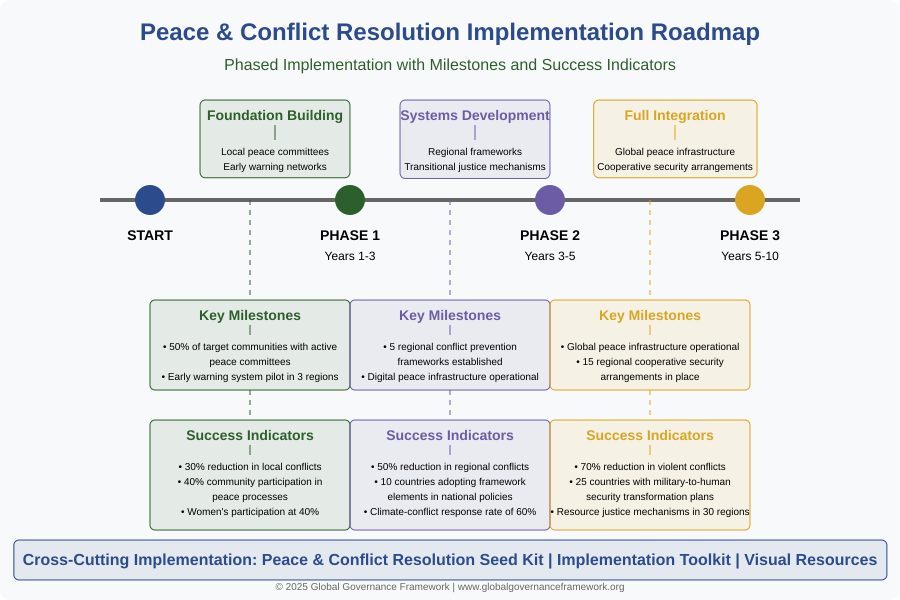 Peace & Conflict Resolution Implementation Roadmap
Phased Implementation with Milestones and Success Indicators
Foundation Building
Local peace committees
Early warning networks
Systems Development
Regional frameworks
Transitional justice mechanisms
Full Integration
Global peace infrastructure
Cooperative security arrangements
START
PHASE 1
Years 1-3
PHASE 2
Years 3-5
PHASE 3
Years 5-10
Key Milestones
• 50% of target communities with active
peace committees
• Early warning system pilot in 3 regions
Key Milestones
• 5 regional conflict prevention
frameworks established
• Digital peace infrastructure operational
Key Milestones
• Global peace infrastructure operational
• 15 regional cooperative security
arrangements in place
Success Indicators
• 30% reduction in local conflicts
• 40% community participation in
peace processes
• Women's participation at 40%
Success Indicators
• 50% reduction in regional conflicts
• 10 countries adopting framework
elements in national policies
• Climate-conflict response rate of 60%
Success Indicators
• 70% reduction in violent conflicts
• 25 countries with military-to-human
security transformation plans
• Resource justice mechanisms in 30 regions
Cross-Cutting Implementation: Peace & Conflict Resolution Seed Kit | Implementation Toolkit | Visual Resources
© 2025 Global Governance Framework | www.globalgovernanceframework.org